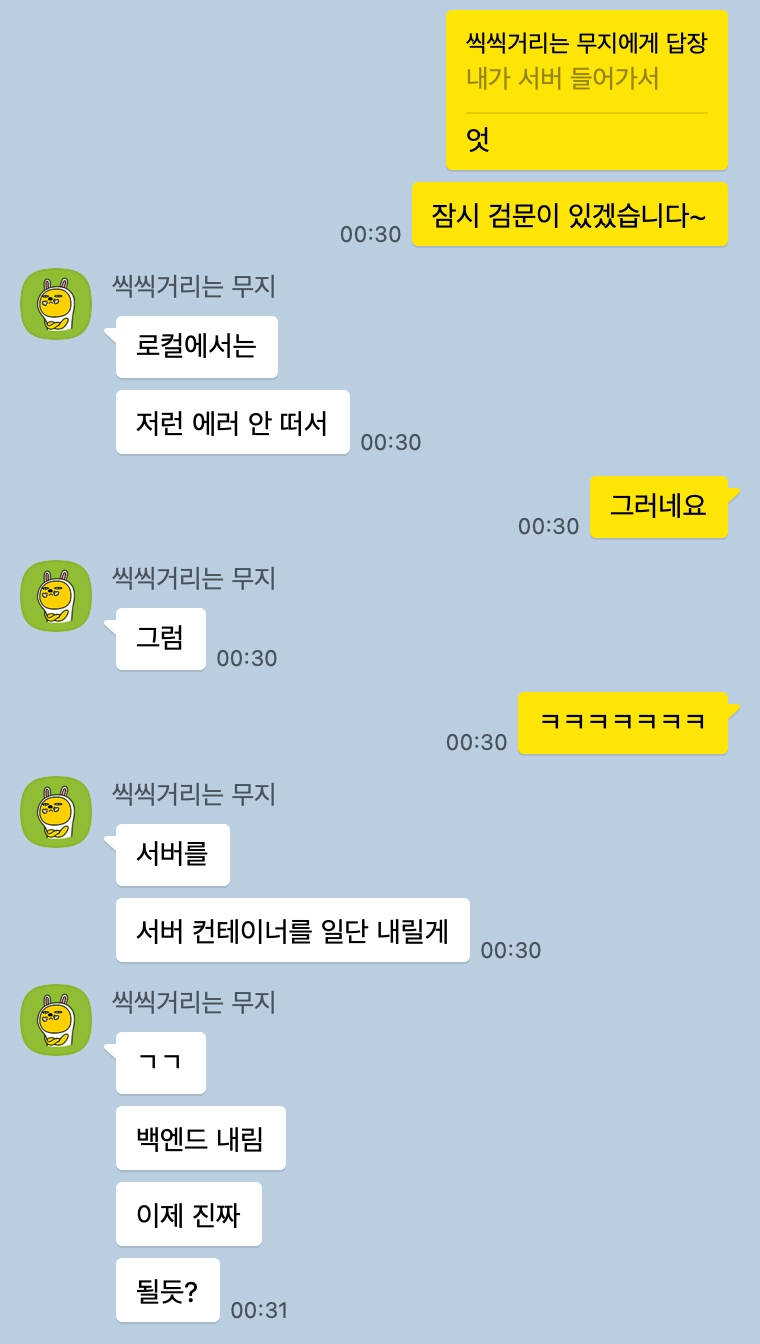 씩씩거리는 무지에게 답장
내가 서버 들어가서
엇
잠시 검문이 있겠습니다~
00:30
씩씩거리는 무지
로컬에서는
저런 에러 안 떠서
00:30
그러네요
00:30
씩씩거리는 무지
그럼
00:30
ㅋㅋㅋㅋㅋㅋㅋ
00:30
씩씩거리는 무지
서버를
서버 컨테이너를 일단 내릴게
00:30
씩씩거리는 무지
ㄱㄱ
백엔드 내림
이제 진짜
될듯?
00:31